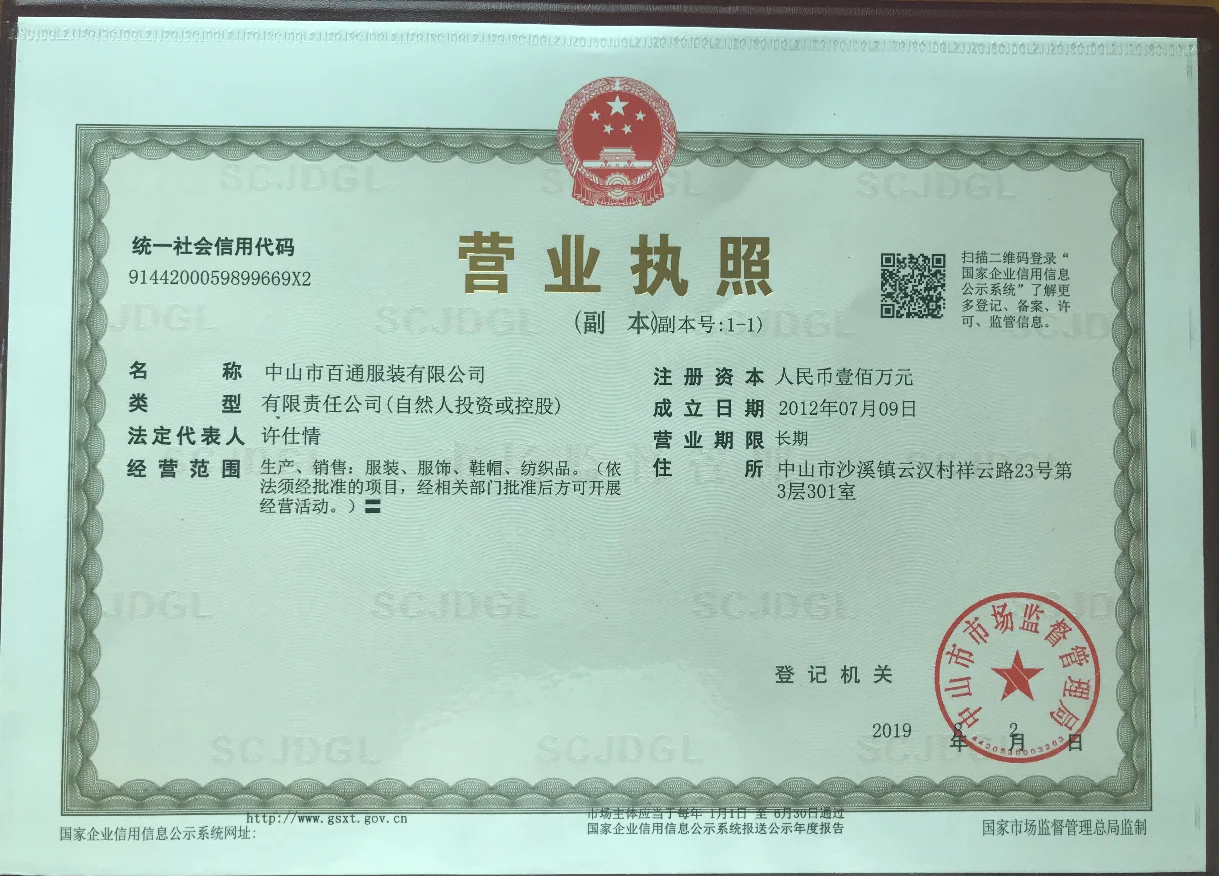 统一社会信用代码
9144200059899669X2
营业执照
(副 本)(副本号:1-1)
扫描二维码登录“
国家企业信用信息
公示系统”了解更
多登记、备案、许
可、监管信息。
名 称 中山市百通服装有限公司
类 型 有限责任公司(自然人投资或控股)
法定代表人 许仕情
经营范围 生产、销售：服装、服饰、鞋帽、纺织品。（依
法须经批准的项目，经相关部门批准后方可开展
经营活动。）〓
注册资本 人民币壹佰万元
成立日期 2012年07月09日
营业期限 长期
住 所 中山市沙溪镇云汉村祥云路23号第
3层301室
登记机关
中山市市场监督管理局
2019 年 8 月 2 日
http://www.gsxt.gov.cn
国家企业信用信息公示系统网址:
市场主体应当于每年 1月1日 至 6月30日通过
国家企业信用信息公示系统报送公示年度报告
国家市场监督管理总局监制
SCJDGL